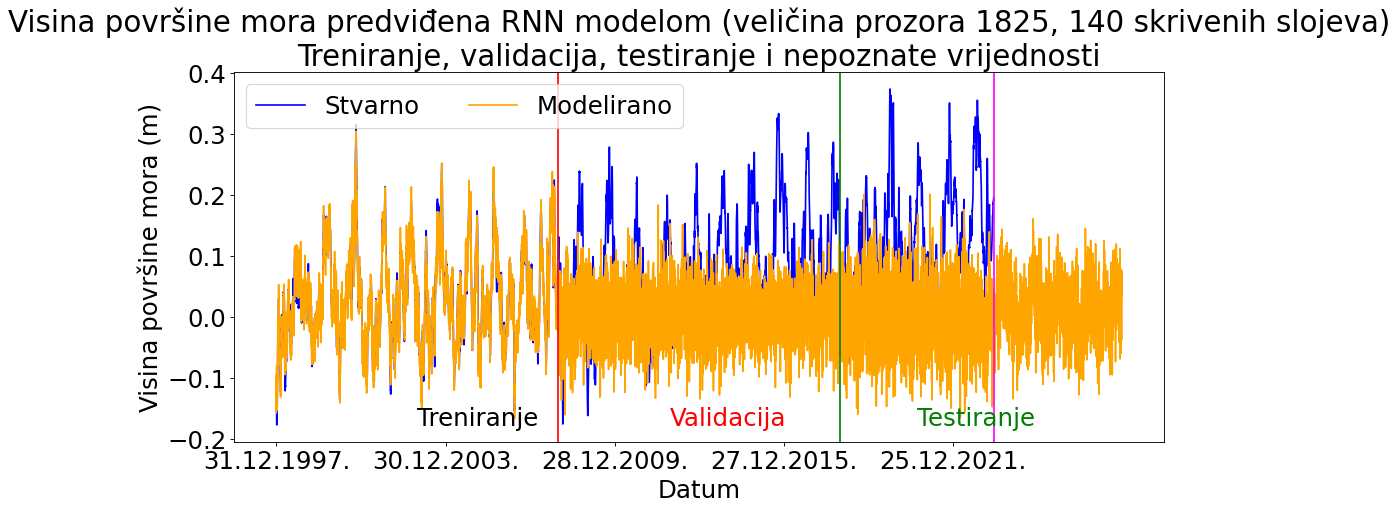 Visina površine mora predviđena RNN modelom (veličina prozora 1825, 140 skrivenih slojeva)
Treniranje, validacija, testiranje i nepoznate vrijednosti
Stvarno
Modelirano
Visina površine mora (m)
0.4
0.3
0.2
0.1
0.0
−0.1
−0.2
Treniranje
Validacija
Testiranje
31.12.1997.
30.12.2003.
28.12.2009.
27.12.2015.
25.12.2021.
Datum